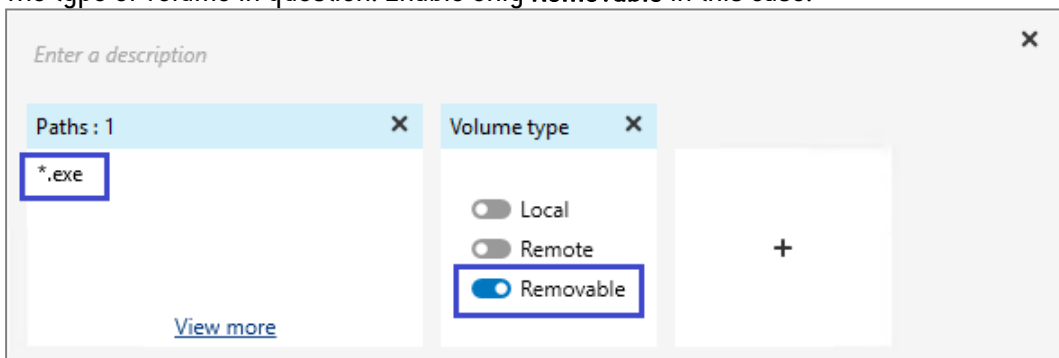 The type of volume in question. Enable only Removable in this case.
Enter a description
Paths : 1
Volume type
*.exe
Local
Remote
Removable
View more